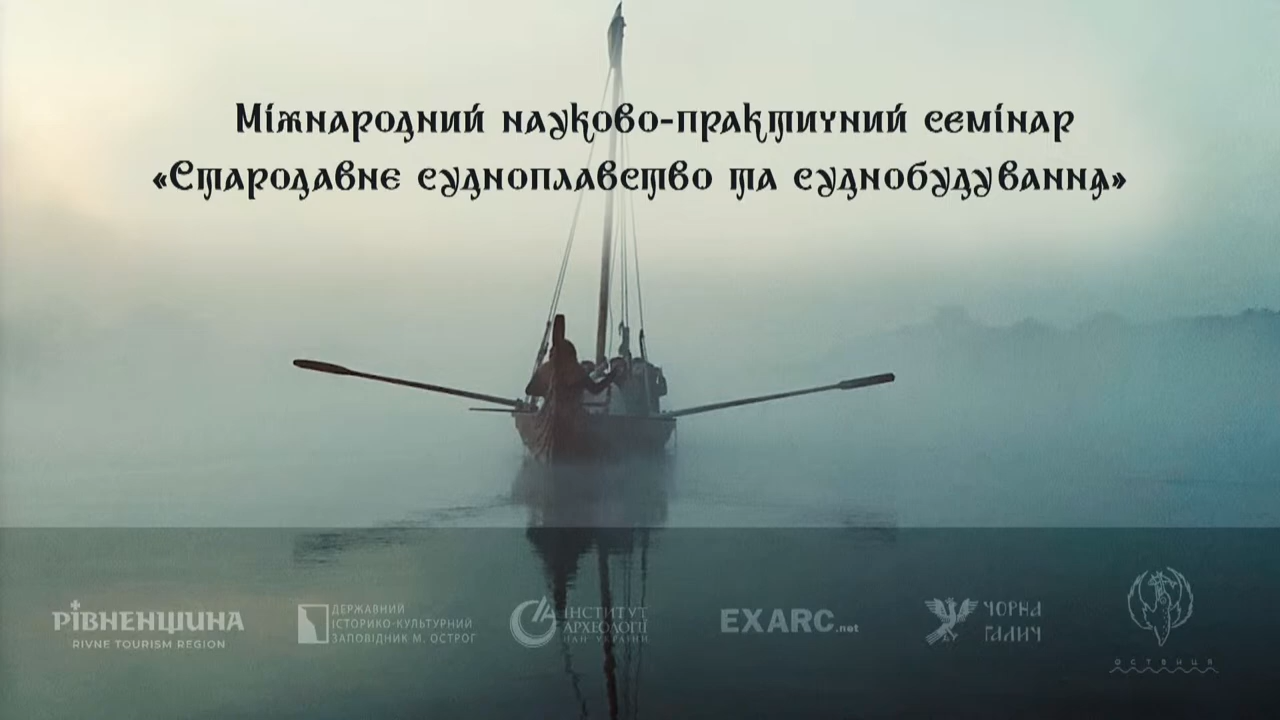 Міжнародний науково-практичний семінар
«Стародавнє судноплавство та суднобудування»
РІВНЕНЩИНА
RIVNE TOURISM REGION
ДЕРЖАВНИЙ
ІСТОРИКО-КУЛЬТУРНИЙ
ЗАПОВІДНИК М. ОСТРОГ
ІНСТИТУТ
АРХЕОЛОГІЇ
НАН УКРАЇНИ
EXARC.net
ЧОРНА
ГАЛИЧ
ОСТВИЦЯ